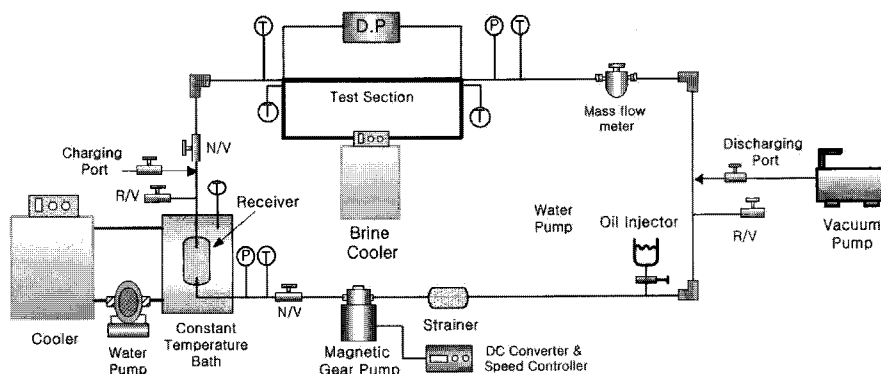 D.P
T
P
T
T
Test Section
T
Mass flow
meter
N/V
Charging
Port
Discharging
Port
R/V
T
Receiver
Brine
Cooler
Water
Pump
Oil Injector
R/V
Vacuum
Pump
P
T
N/V
Cooler
Water
Pump
Constant
Temperature
Bath
Magnetic
Gear Pump
Strainer
DC Converter &
Speed Controller